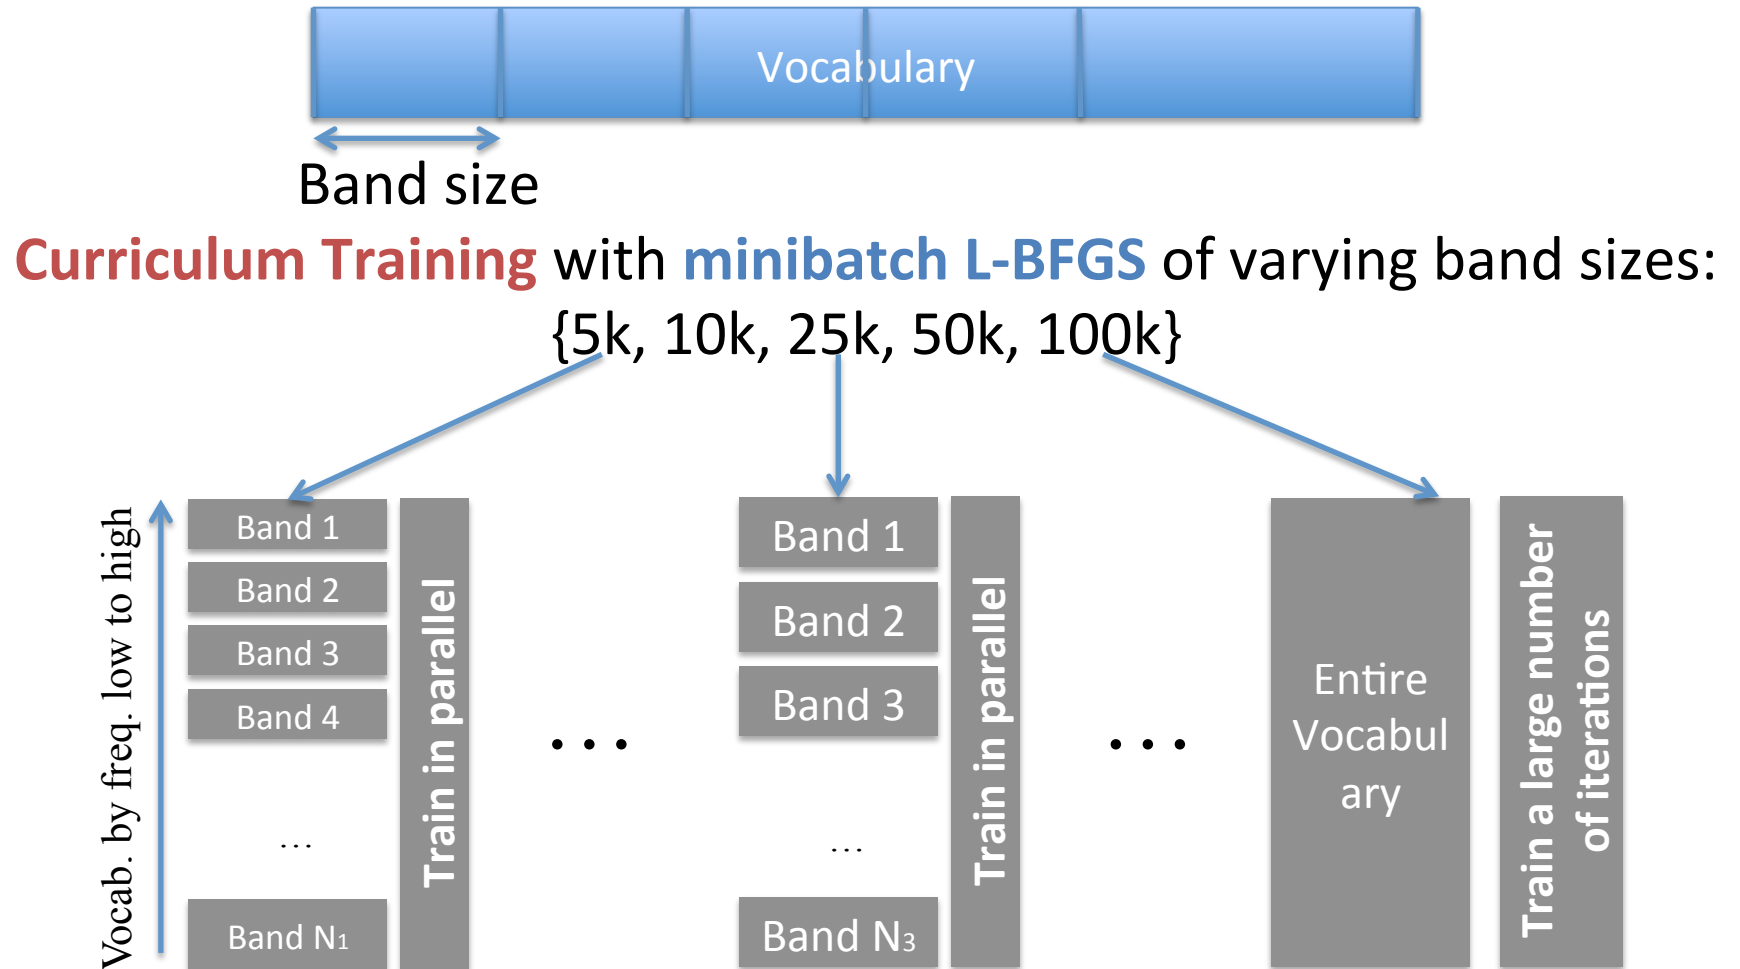 Vocabulary
Band size
Curriculum Training with minibatch L-BFGS of varying band sizes:
{5k, 10k, 25k, 50k, 100k}
Vocab. by freq. low to high
Band 1
Band 2
Band 3
Band 4
...
Band N1
Train in parallel
...
Band 1
Band 2
Band 3
...
Band N3
Train in parallel
...
Entire
Vocabul
ary
Train a large number
of iterations